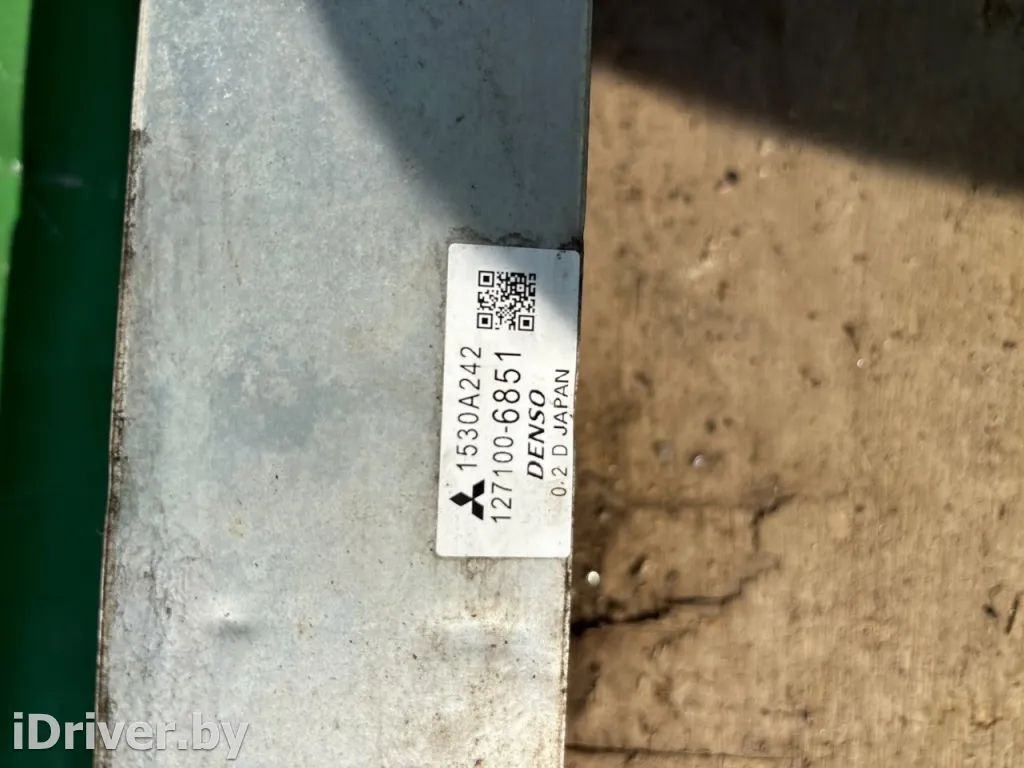 1530A242
127100-6851
DENSO
0.2 D JAPAN
iDriver.by